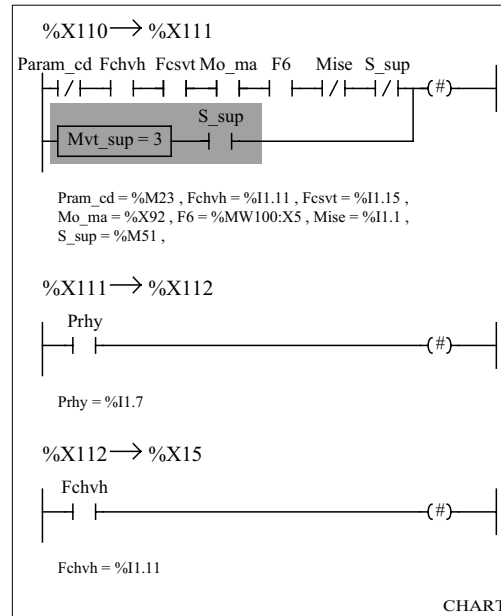 %X110 → %X111
Param_cd Fchvh Fcsvt Mo_ma F6 Mise S_sup
(#)
S_sup
Mvt_sup = 3
Pram_cd = %M23 , Fchvh = %I1.11 , Fcsvt = %I1.15 ,
Mo_ma = %X92 , F6 = %MW100:X5 , Mise = %I1.1 ,
S_sup = %M51 ,
%X111 → %X112
Prhy
(#)
Prhy = %I1.7
%X112 → %X15
Fchvh
(#)
Fchvh = %I1.11
CHART